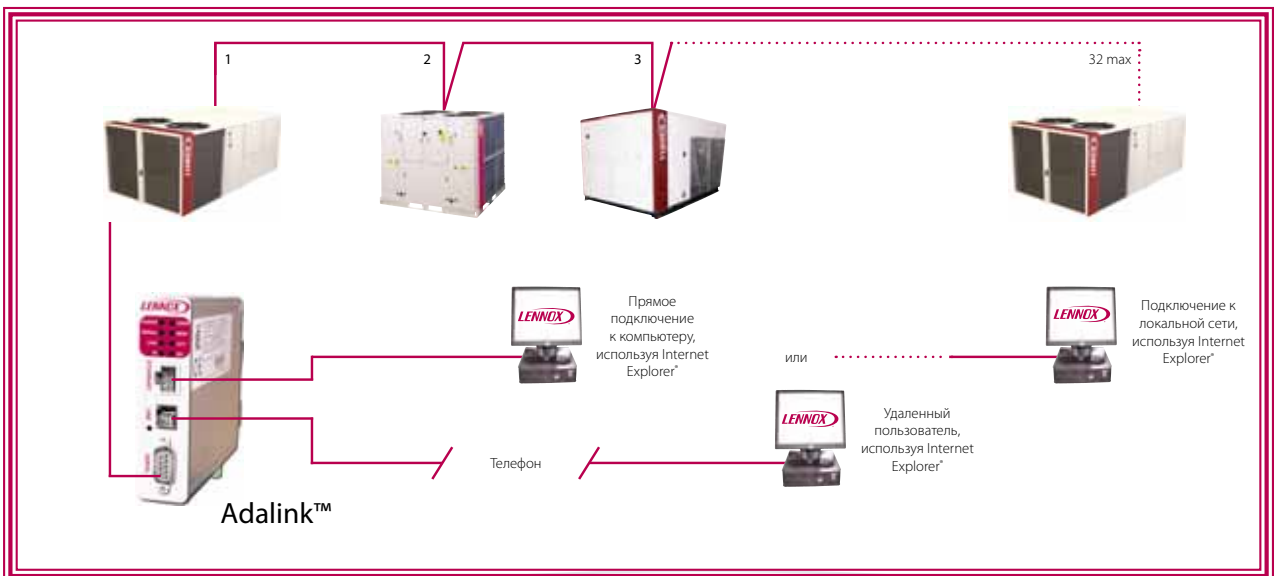 1
2
3
32 max
LENNOX
LENNOX
Прямое
подключение
к компьютеру,
используя Internet
Explorer*
или
LENNOX
Подключение к
локальной сети,
используя Internet
Explorer*
LENNOX
Удаленный
пользователь,
используя Internet
Explorer*
Телефон
Adalink™